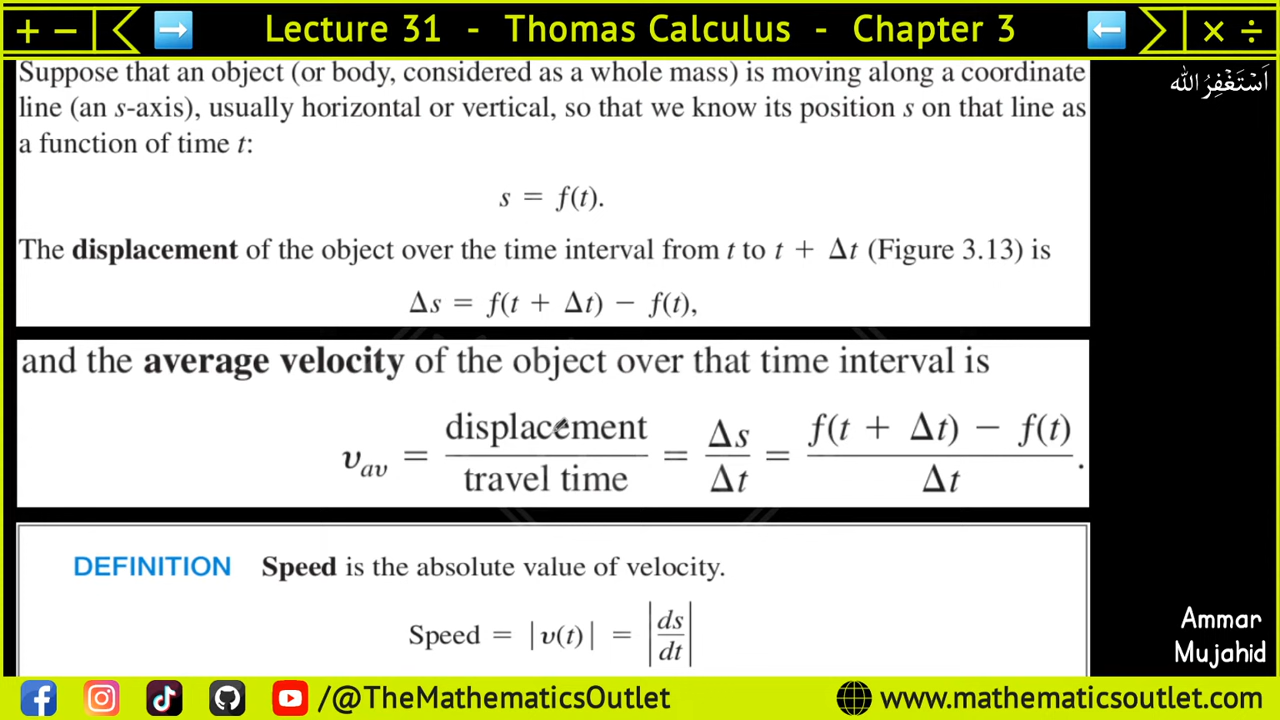 + − Lecture 31 - Thomas Calculus - Chapter 3 × ÷
Suppose that an object (or body, considered as a whole mass) is moving along a coordinate
line (an s-axis), usually horizontal or vertical, so that we know its position s on that line as
a function of time t:
s = f(t).
The displacement of the object over the time interval from t to t + Δt (Figure 3.13) is
Δs = f(t + Δt) − f(t),
and the average velocity of the object over that time interval is
v_av = displacement / travel time = Δs / Δt = f(t + Δt) − f(t) / Δt .
DEFINITION Speed is the absolute value of velocity.
Speed = |v(t)| = |ds/dt|
أَسْتَغْفِرُ اللّٰه
Ammar
Mujahid
/@TheMathematicsOutlet www.mathematicsoutlet.com